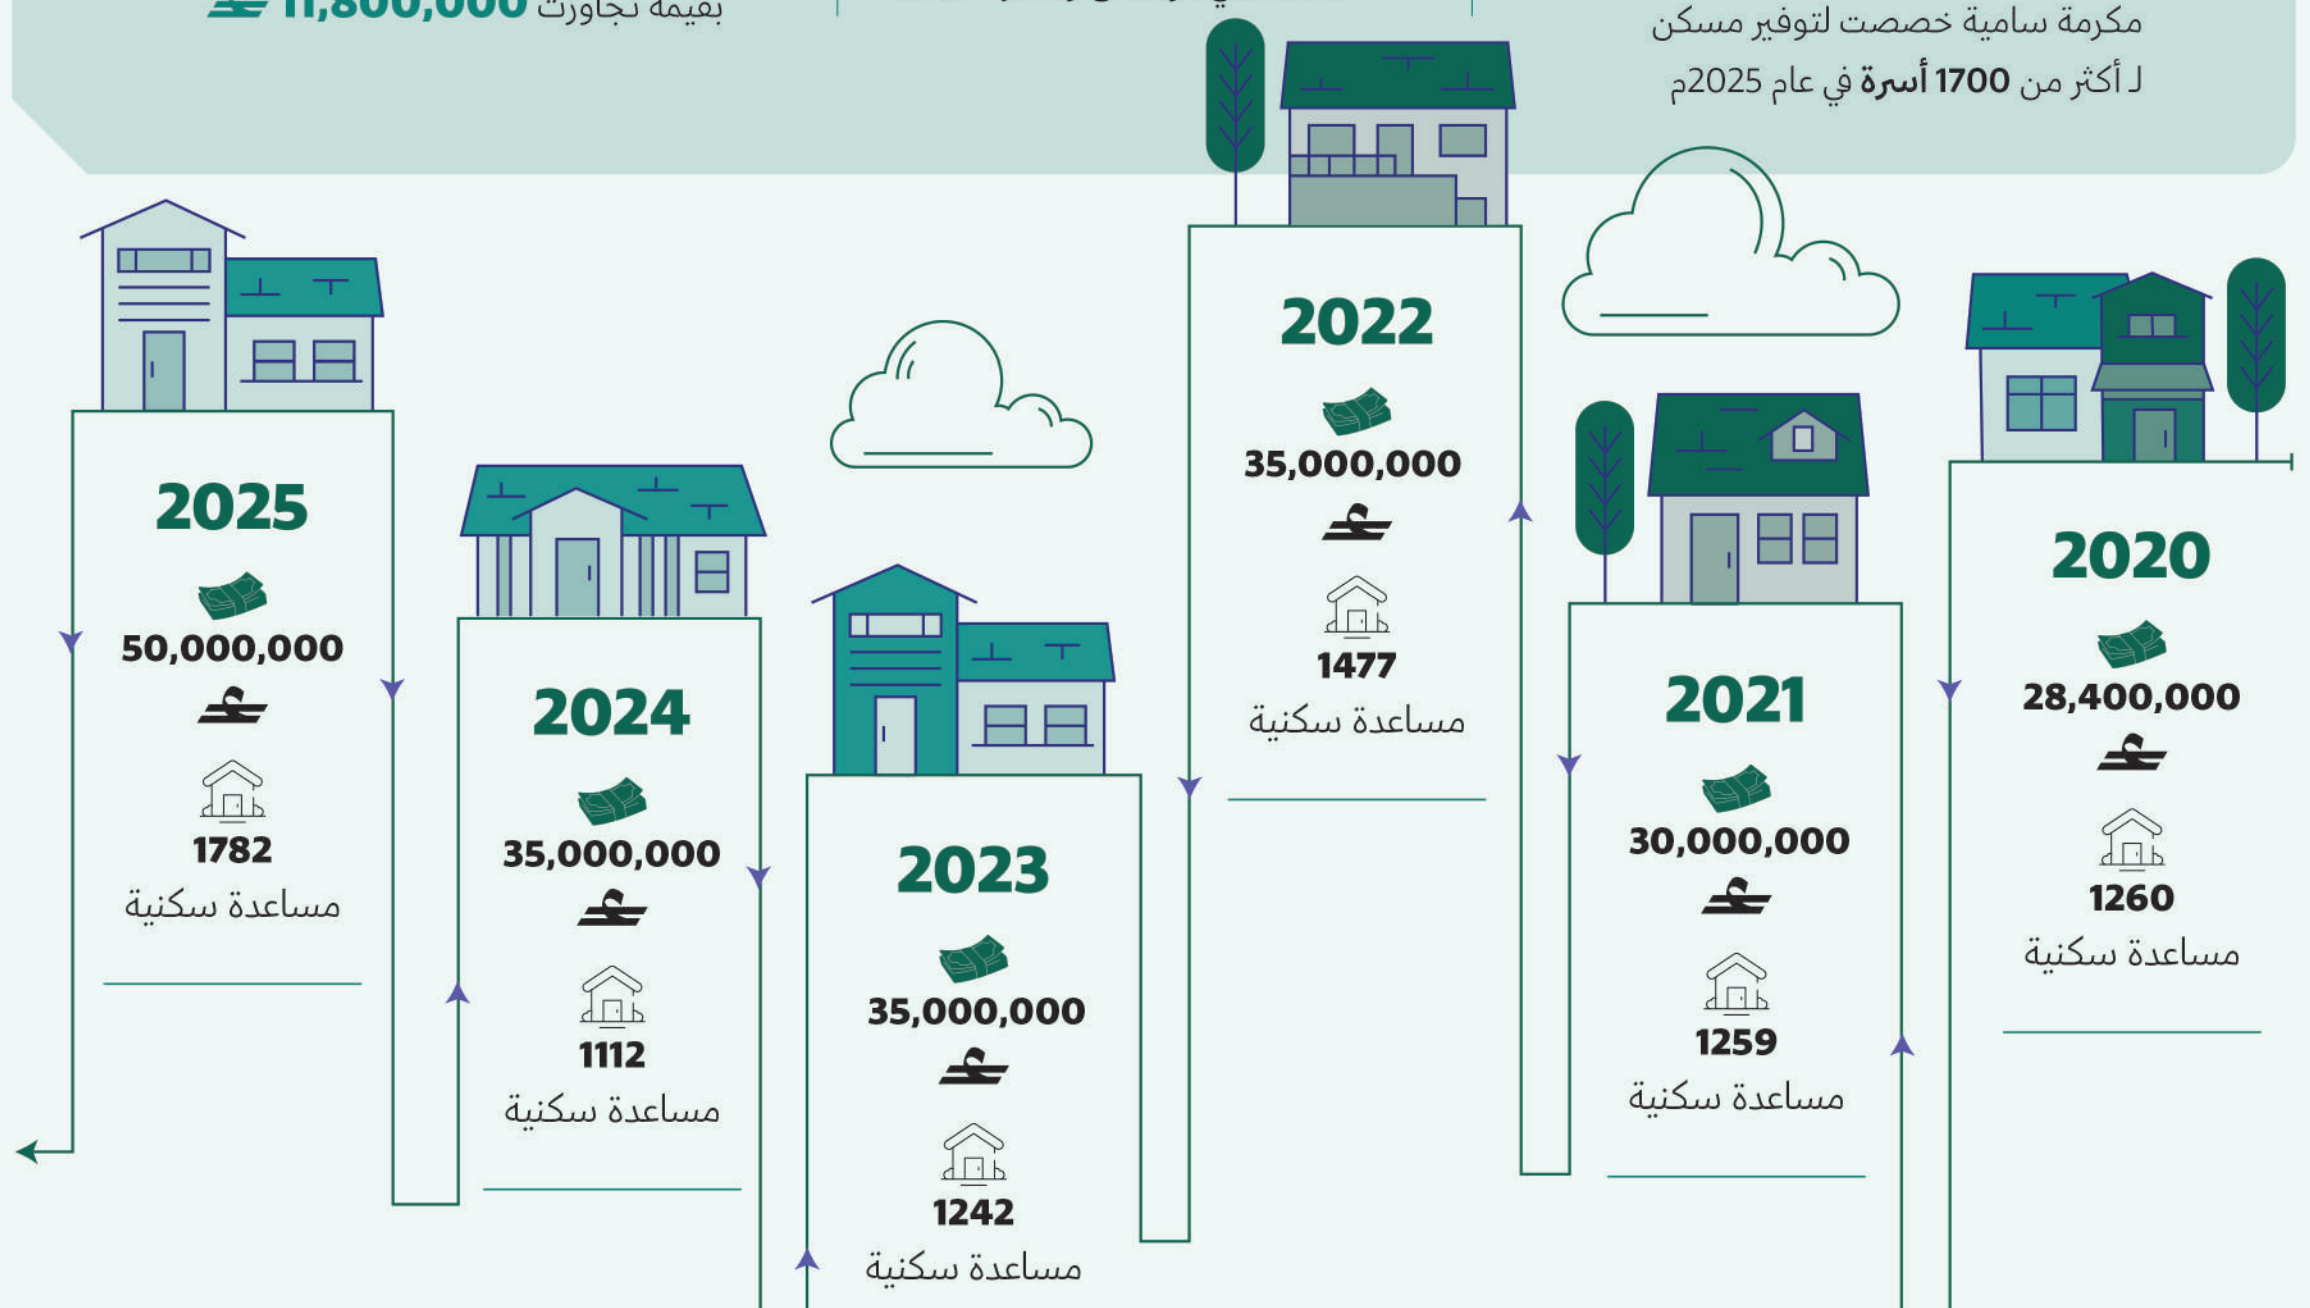 مكرمة سامية خصصت لتوفير مسكن
لـ أكثر من 1700 أسرة في عام 2025م
بقيمة تجاوزت 11,800,000
2020
28,400,000
1260
مساعدة سكنية
2021
30,000,000
1259
مساعدة سكنية
2022
35,000,000
1477
مساعدة سكنية
2023
35,000,000
1242
مساعدة سكنية
2024
35,000,000
1112
مساعدة سكنية
2025
50,000,000
1782
مساعدة سكنية